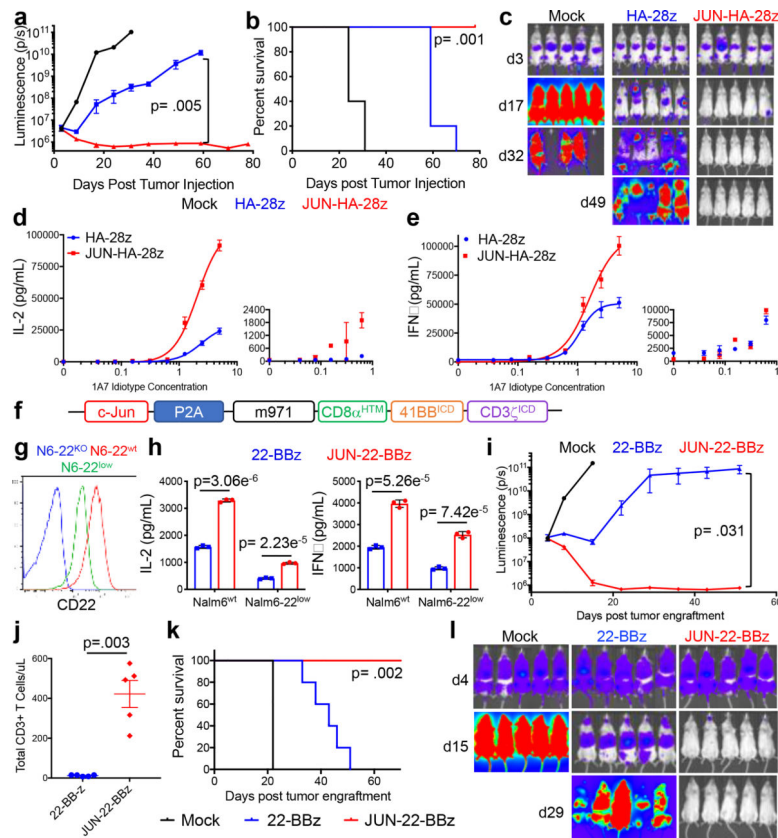 a
Luminescence (p/s)
10^11
10^10
10^9
10^8
10^7
10^6
p= .005
0 20 40 60 80
Days Post Tumor Injection
b
Percent survival
100
80
60
40
20
0
p= .001
0 20 40 60 80
Days post Tumor Injection
Mock HA-28z JUN-HA-28z
c
Mock HA-28z JUN-HA-28z
d3
d17
d32
d49
d
IL-2 (pg/mL)
100000
75000
50000
25000
0
HA-28z
JUN-HA-28z
0 0.1 1 10
1A7 Idiotype Concentration
2400
1800
1200
600
0
0 0.1 1
e
IFN▯(pg/mL)
100000
75000
50000
25000
0
HA-28z
JUN-HA-28z
0 0.1 1 10
1A7 Idiotype Concentration
10000
8000
6000
4000
2000
0
0 0.1 1
f
c-Jun P2A m971 CD8α^HTM 41BB^ICD CD3ζ^ICD
g
N6-22^KO N6-22^wt
N6-22^low
CD22
h
22-BBz JUN-22-BBz
p=3.06e^-6
p= 2.23e^-5
IL-2 (pg/mL)
4000
3000
2000
1000
0
Nalm6^wt Nalm6-22^low
p=5.26e^-5
p= 7.42e^-5
IFN▯(pg/mL)
5000
4000
3000
2000
1000
0
Nalm6^wt Nalm6-22^low
i
Mock 22-BBz JUN-22-BBz
Luminescence (p/s)
10^11
10^10
10^9
10^8
10^7
10^6
p= .031
0 20 40 60
Days post tumor engraftment
j
p=.003
Total CD3+ T Cells/uL
600
400
200
0
22-BB-z
JUN-22-BBz
k
Percent survival
100
80
60
40
20
0
p= .002
0 20 40 60
Days post tumor engraftment
Mock 22-BBz JUN-22-BBz
l
Mock 22-BBz JUN-22-BBz
d4
d15
d29